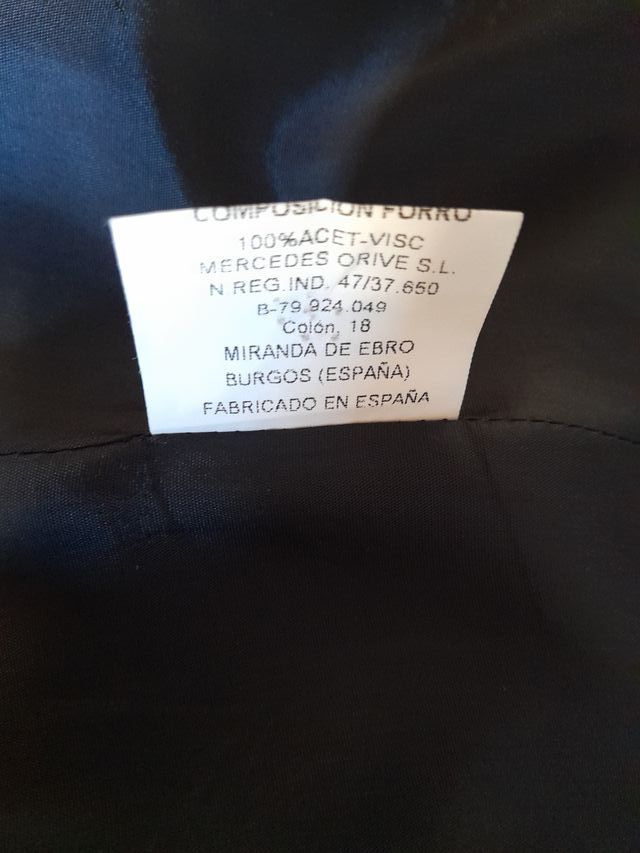 COMPOSICION FORRO
100%ACET-VISC
MERCEDES ORIVE S.L.
N REG.IND. 47/37.650
B-79.924.049
Colón, 18
MIRANDA DE EBRO
BURGOS (ESPAÑA)
FABRICADO EN ESPAÑA